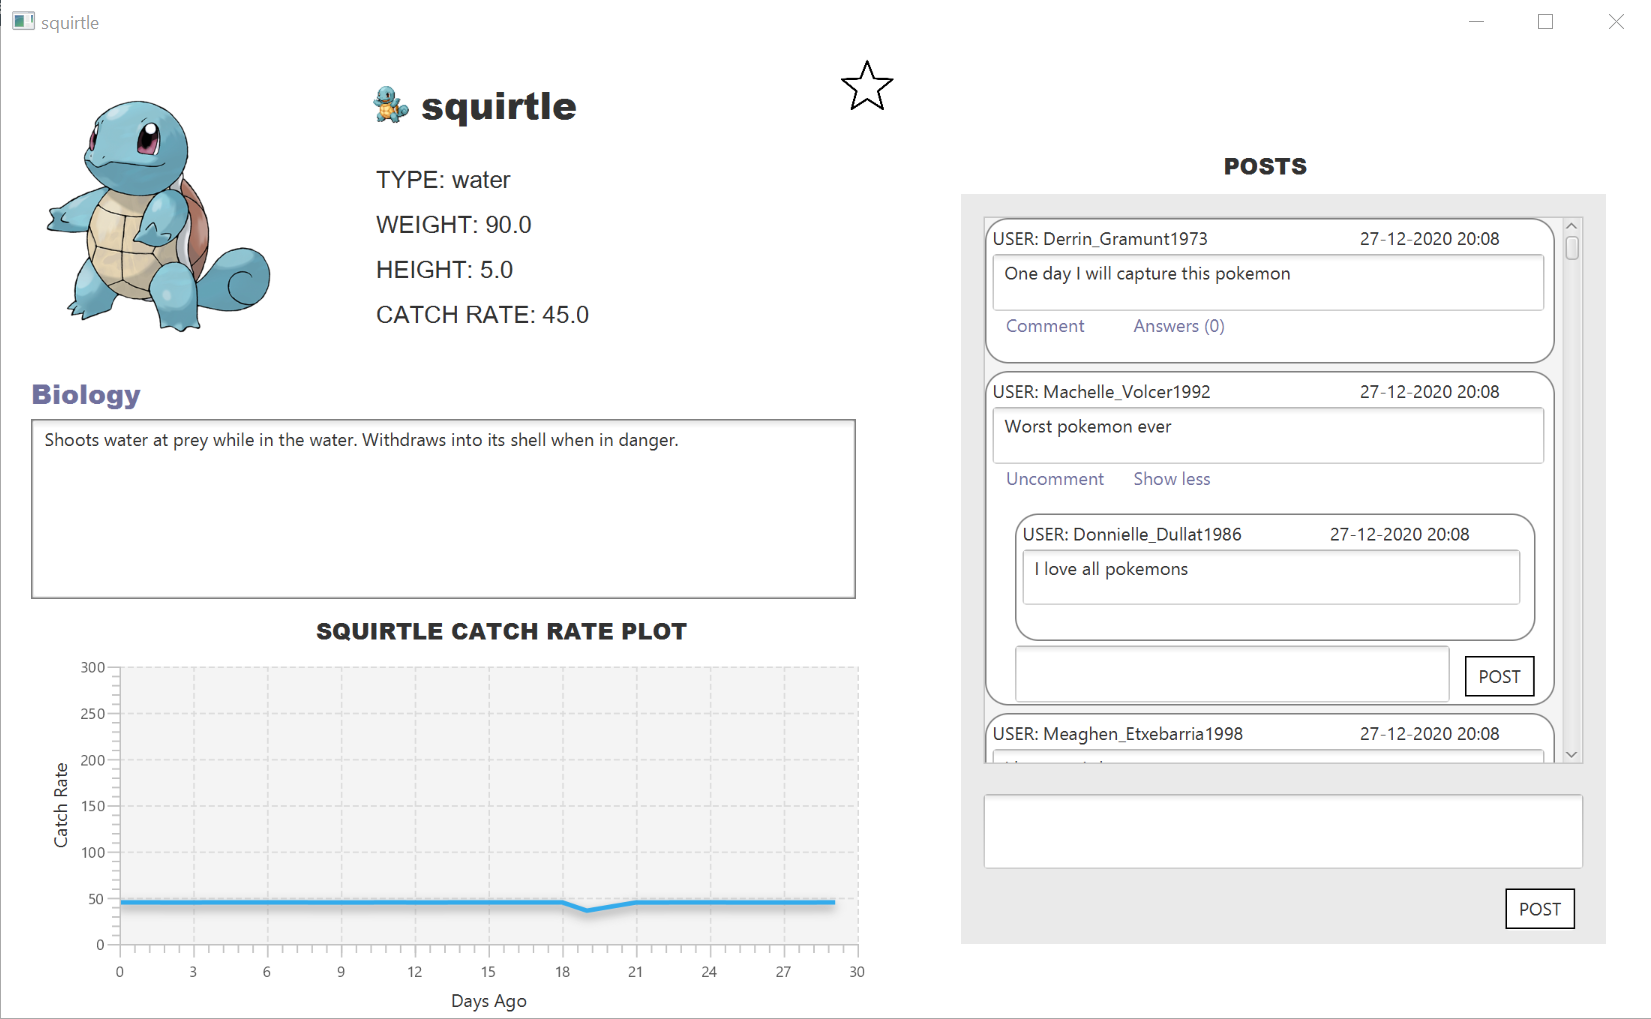 squirtle
squirtle
TYPE: water
WEIGHT: 90.0
HEIGHT: 5.0
CATCH RATE: 45.0
Biology
Shoots water at prey while in the water. Withdraws into its shell when in danger.
SQUIRTLE CATCH RATE PLOT
300
250
200
150
100
50
0
Catch Rate
0 3 6 9 12 15 18 21 24 27 30
Days Ago
POSTS
USER: Derrin_Gramunt1973 27-12-2020 20:08
One day I will capture this pokemon
Comment Answers (0)
USER: Machelle_Volcer1992 27-12-2020 20:08
Worst pokemon ever
Uncomment Show less
USER: Donnielle_Dullat1986 27-12-2020 20:08
I love all pokemons
POST
USER: Meaghen_Etxebarria1998 27-12-2020 20:08
POST